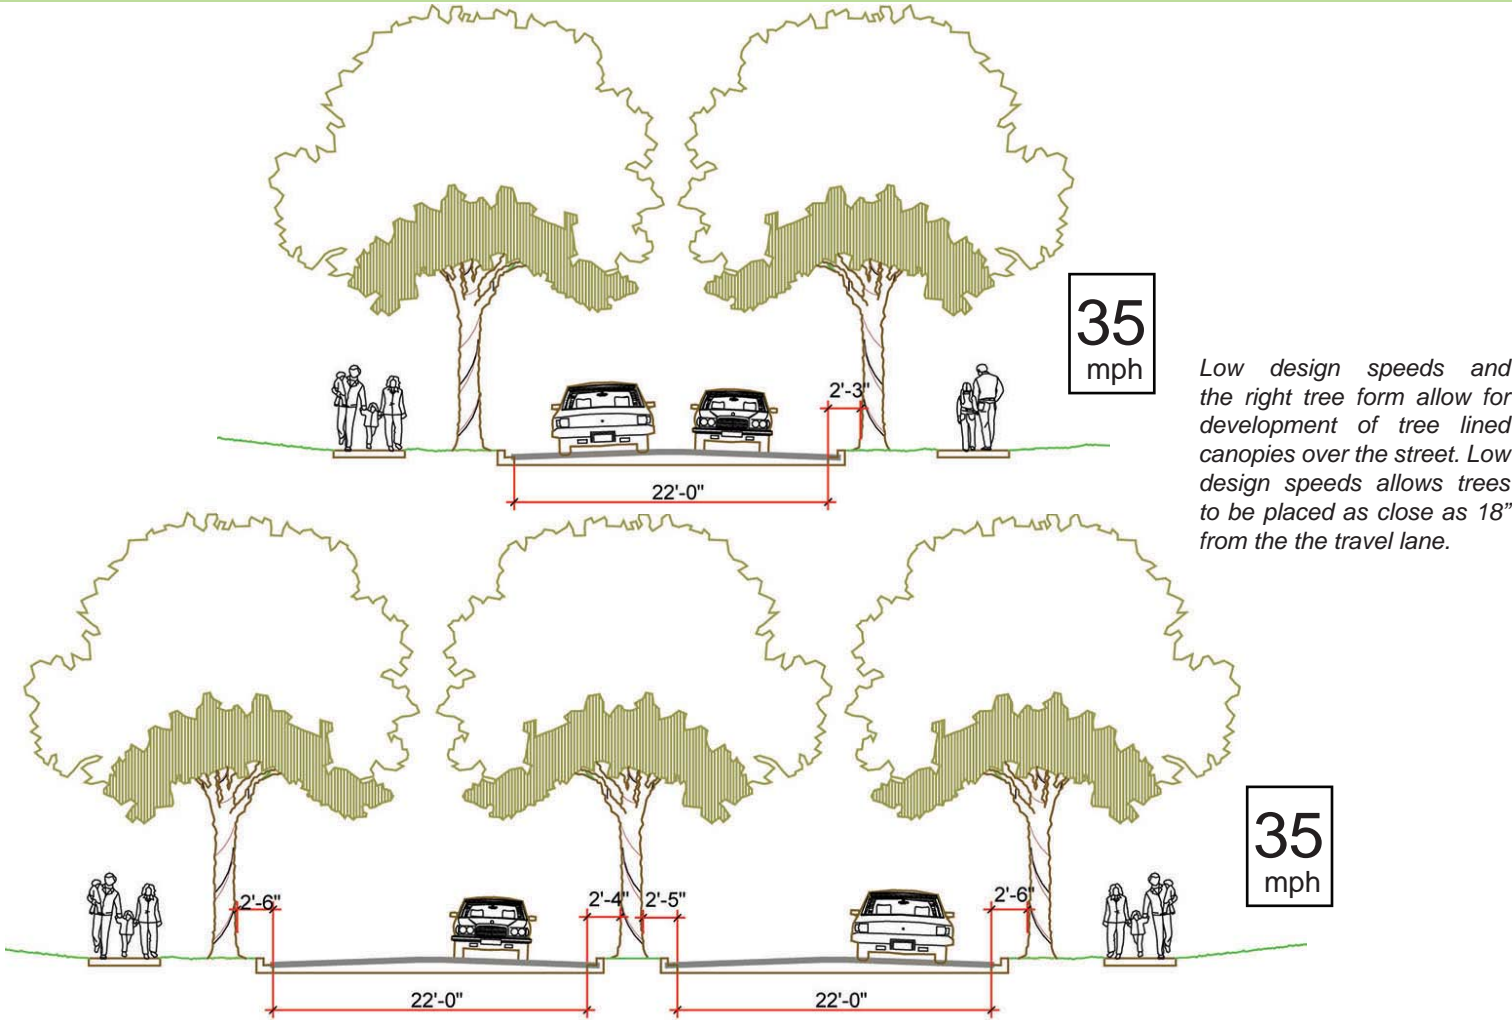 35
mph
2'-3"
22'-0"
Low design speeds and
the right tree form allow for
development of tree lined
canopies over the street. Low
design speeds allows trees
to be placed as close as 18”
from the the travel lane.
35
mph
2'-6" 2'-4" 2'-5" 2'-6"
22'-0" 22'-0"